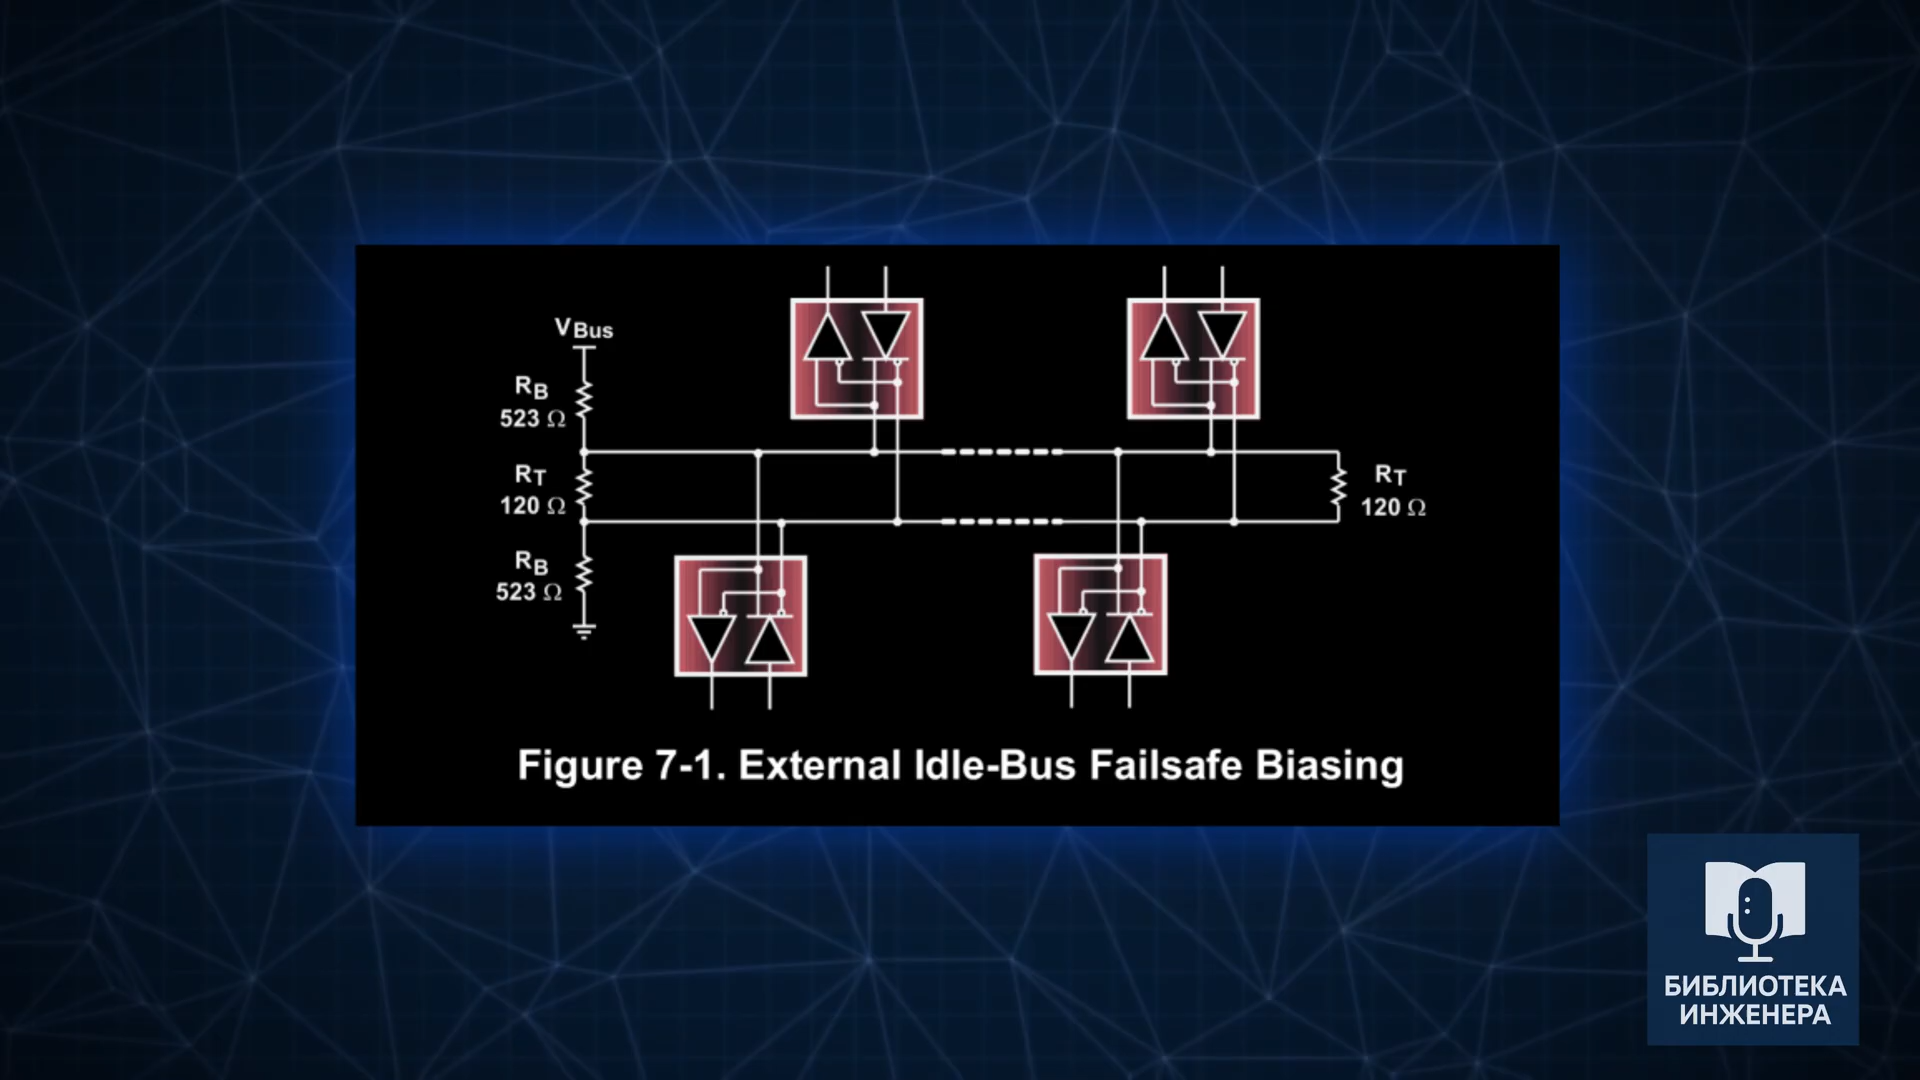 VBus
RB
523 Ω
RT
120 Ω
RB
523 Ω
RT
120 Ω
Figure 7-1. External Idle-Bus Failsafe Biasing
БИБЛИОТЕКА
ИНЖЕНЕРА